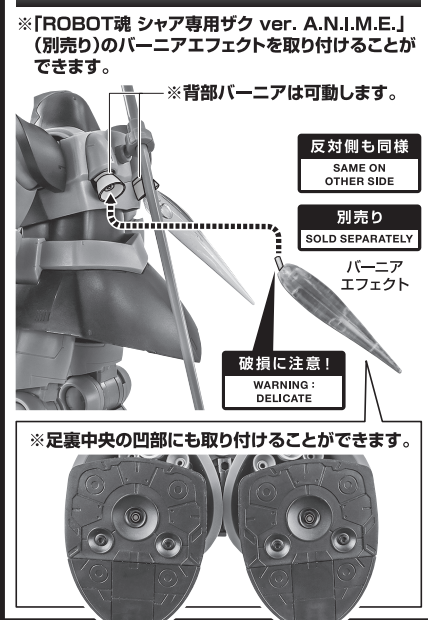 ※「ROBOT魂 シャア専用ザク ver. A.N.I.M.E.」
(別売り)のバーニアエフェクトを取り付けることが
できます。
※背部バーニアは可動します。
反対側も同様
SAME ON
OTHER SIDE
別売り
SOLD SEPARATELY
バーニア
エフェクト
破損に注意！
WARNING :
DELICATE
※足裏中央の凹部にも取り付けることができます。